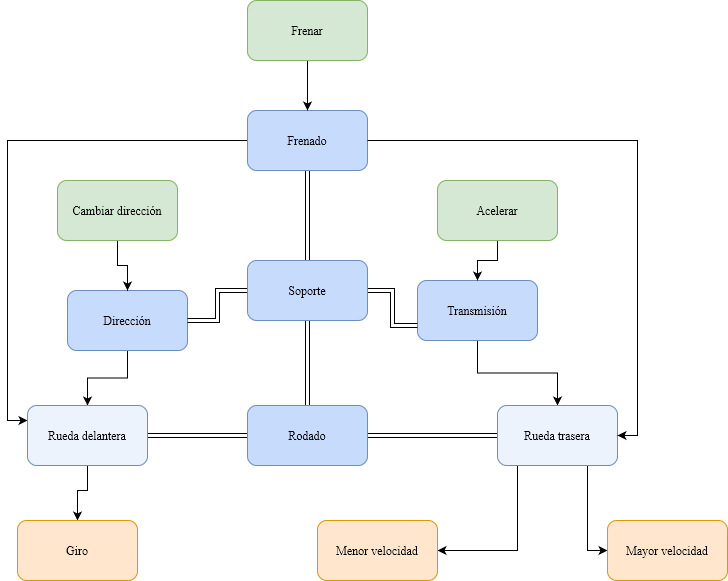 Frenar
Frenado
Cambiar dirección
Acelerar
Soporte
Dirección
Transmisión
Rueda delantera
Rodado
Rueda trasera
Giro
Menor velocidad
Mayor velocidad